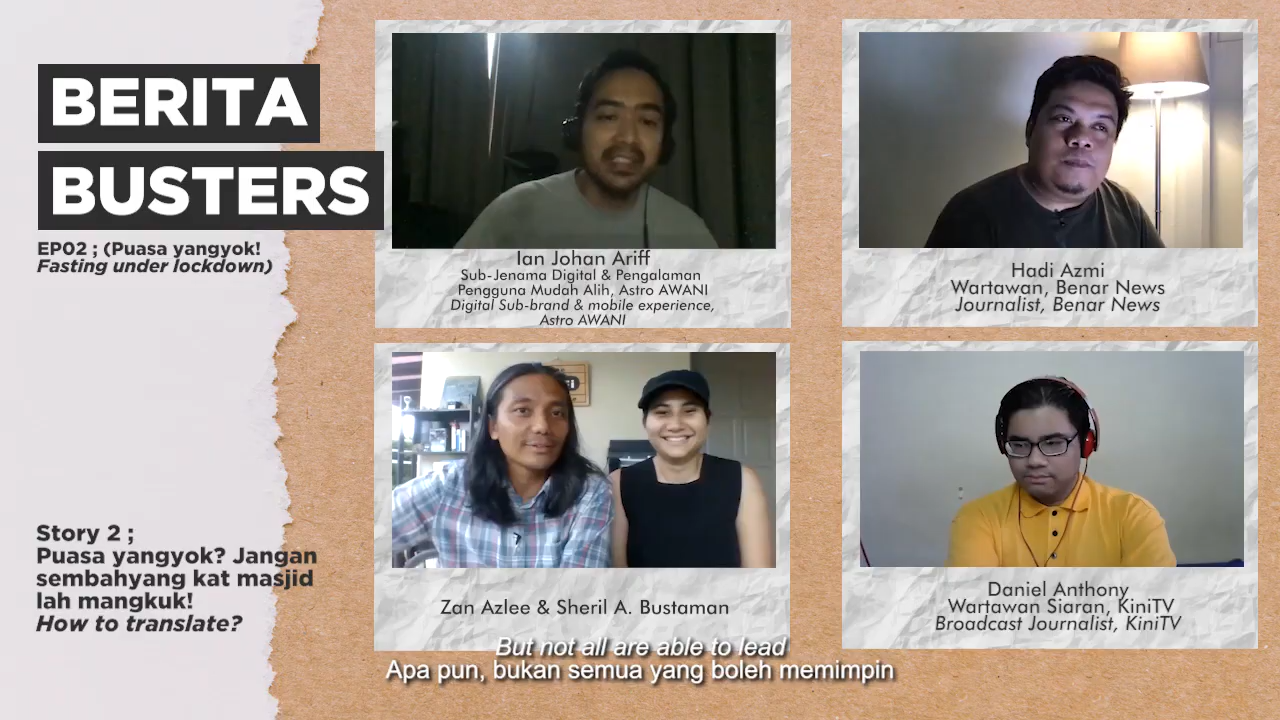 BERITA
BUSTERS
EP02 ; (Puasa yangyok!
Fasting under lockdown)
Story 2 ;
Puasa yangyok? Jangan
sembahyang kat masjid
lah mangkuk!
How to translate?
Ian Johan Ariff
Sub-Jenama Digital & Pengalaman
Pengguna Mudah Alih, Astro AWANI
Digital Sub-brand & mobile experience,
Astro AWANI
Hadi Azmi
Wartawan, Benar News
Journalist, Benar News
Zan Azlee & Sheril A. Bustaman
Daniel Anthony
Wartawan Siaran, KiniTV
Broadcast Journalist, KiniTV
But not all are able to lead
Apa pun, bukan semua yang boleh memimpin